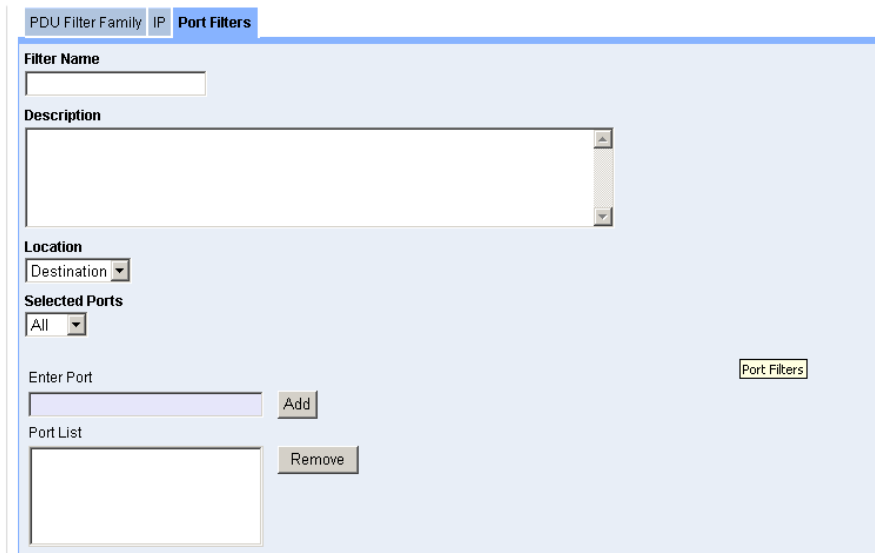 PDU Filter Family IP Port Filters
Filter Name
Description
Location
Destination
Selected Ports
All
Port Filters
Enter Port
Add
Port List
Remove